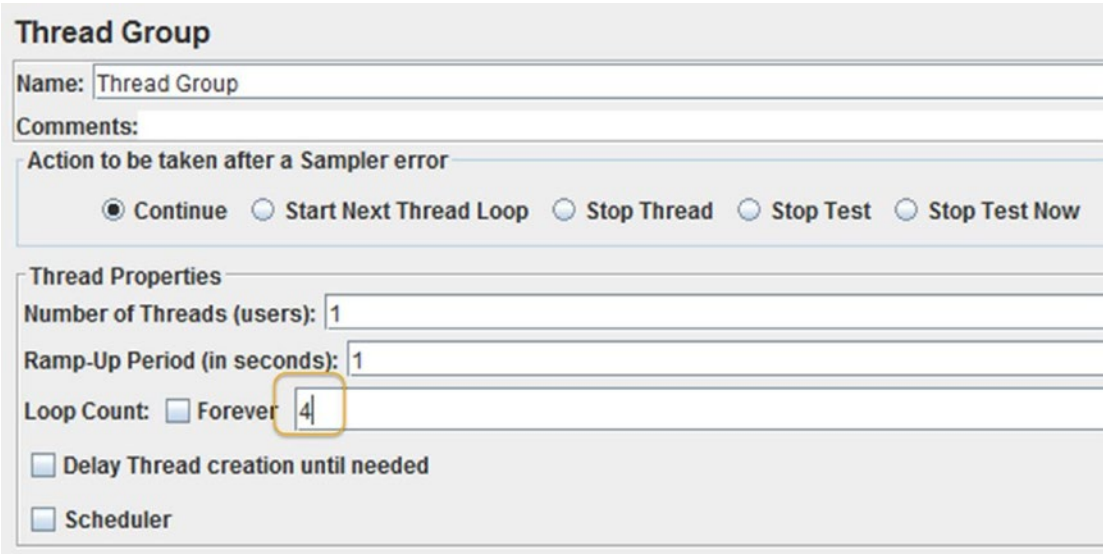 Thread Group
Name: Thread Group
Comments:
Action to be taken after a Sampler error
Continue Start Next Thread Loop Stop Thread Stop Test Stop Test Now
Thread Properties
Number of Threads (users): 1
Ramp-Up Period (in seconds): 1
Loop Count: Forever 4
Delay Thread creation until needed
Scheduler